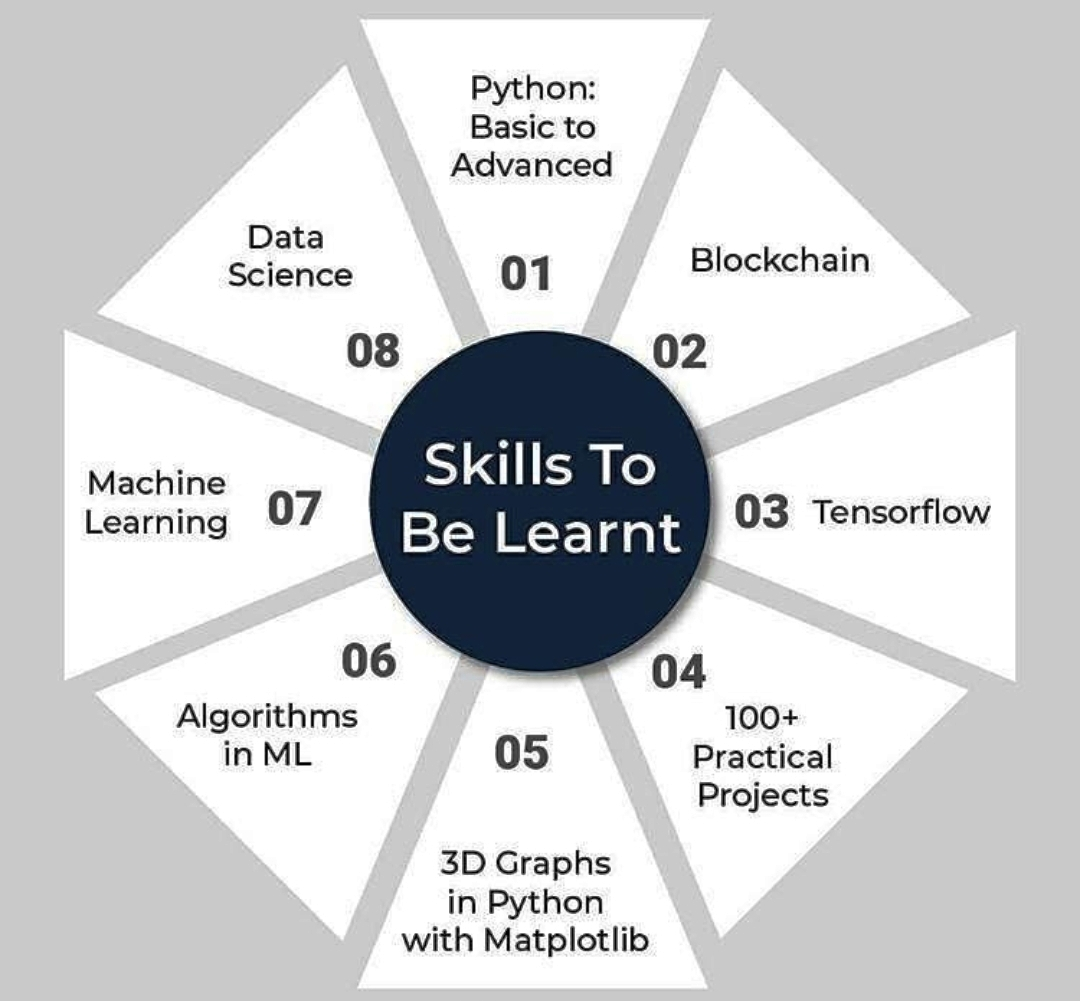 Skills To
Be Learnt
01
Python:
Basic to
Advanced
02
Blockchain
03
Tensorflow
04
100+
Practical
Projects
05
3D Graphs
in Python
with Matplotlib
06
Algorithms
in ML
07
Machine
Learning
08
Data
Science